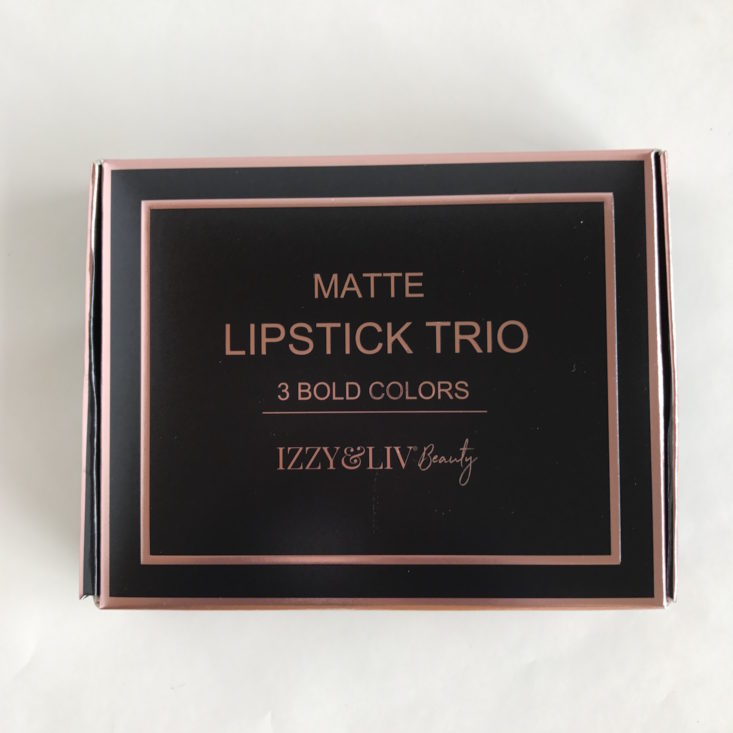 MATTE
LIPSTICK TRIO
3 BOLD COLORS
IZZY&LIV® Beauty